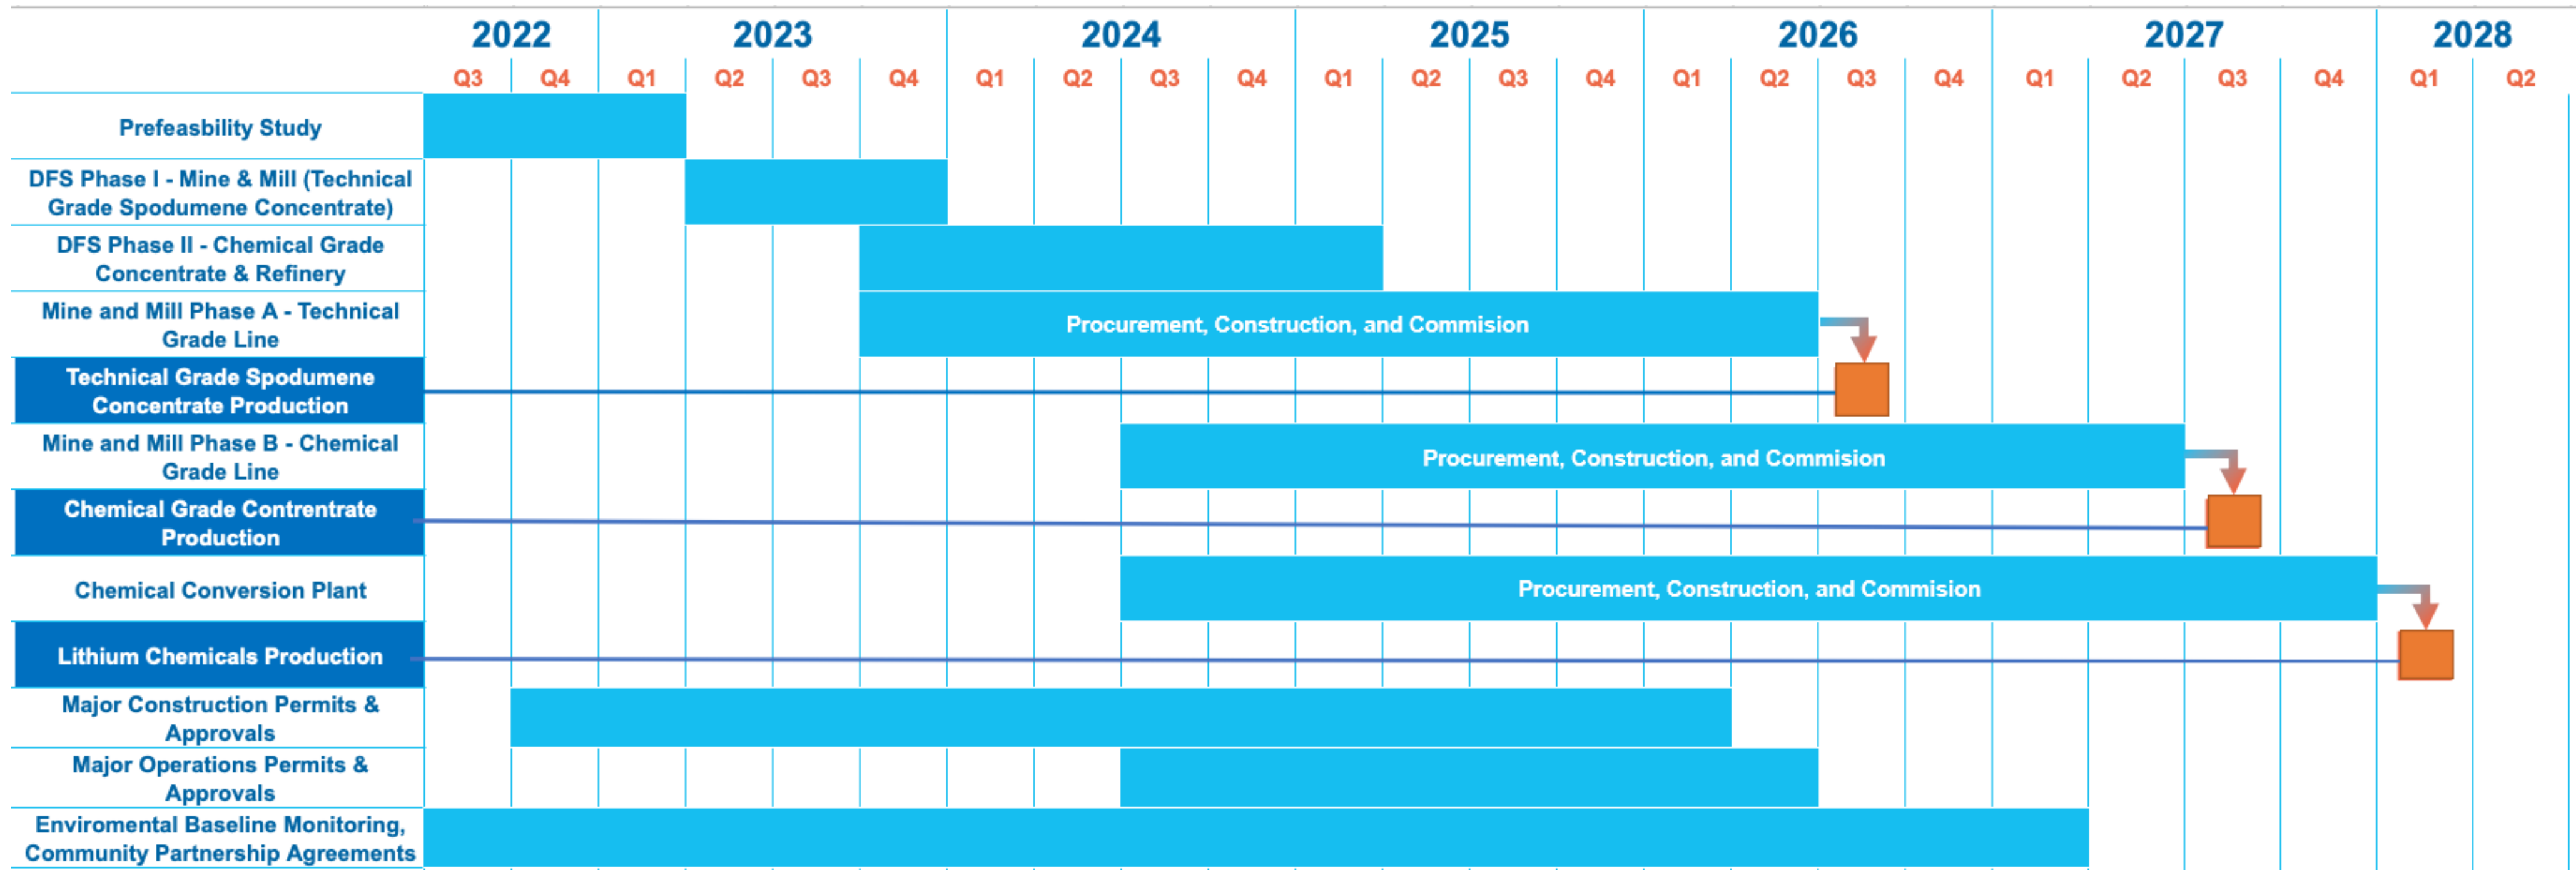 2022 2023 2024 2025 2026 2027 2028
Q3 Q4 Q1 Q2 Q3 Q4 Q1 Q2 Q3 Q4 Q1 Q2 Q3 Q4 Q1 Q2 Q3 Q4 Q1 Q2 Q3 Q4 Q1 Q2
Prefeasbility Study
DFS Phase I - Mine & Mill (Technical
Grade Spodumene Concentrate)
DFS Phase II - Chemical Grade
Concentrate & Refinery
Mine and Mill Phase A - Technical
Grade Line
Procurement, Construction, and Commision
Technical Grade Spodumene
Concentrate Production
Mine and Mill Phase B - Chemical
Grade Line
Procurement, Construction, and Commision
Chemical Grade Contrentrate
Production
Chemical Conversion Plant
Procurement, Construction, and Commision
Lithium Chemicals Production
Major Construction Permits &
Approvals
Major Operations Permits &
Approvals
Enviromental Baseline Monitoring,
Community Partnership Agreements